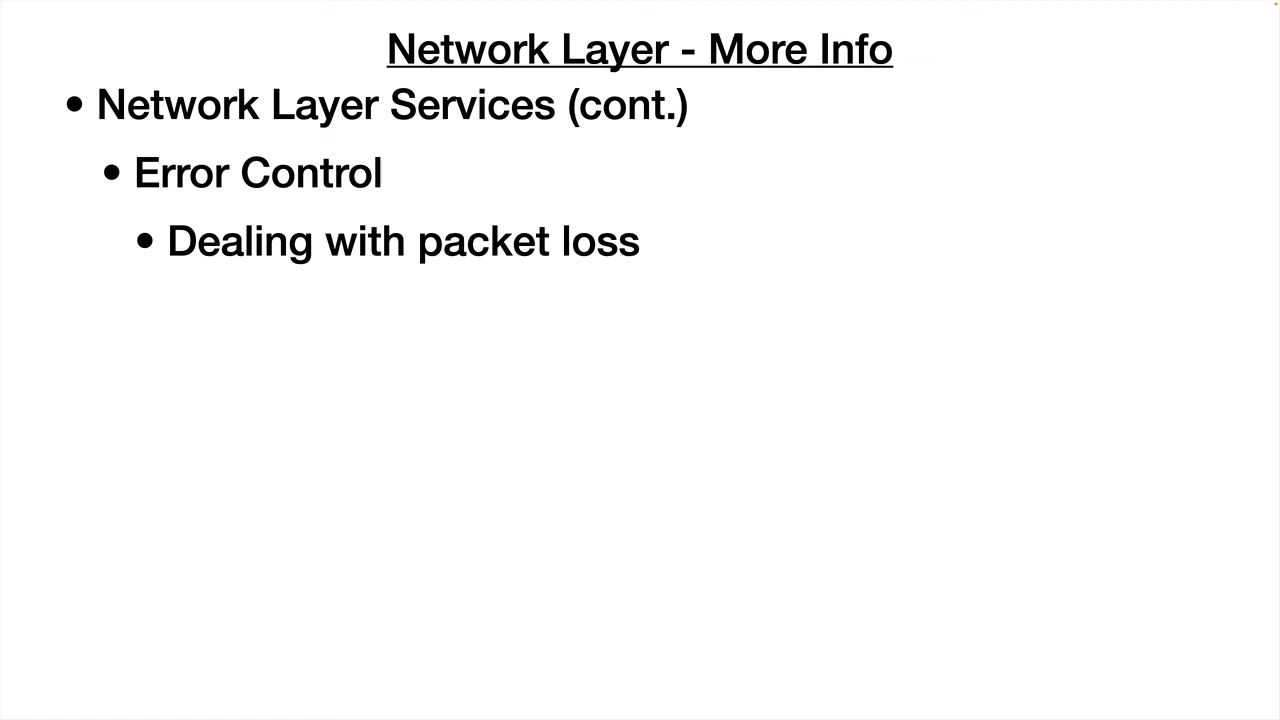 Network Layer - More Info
• Network Layer Services (cont.)
• Error Control
• Dealing with packet loss